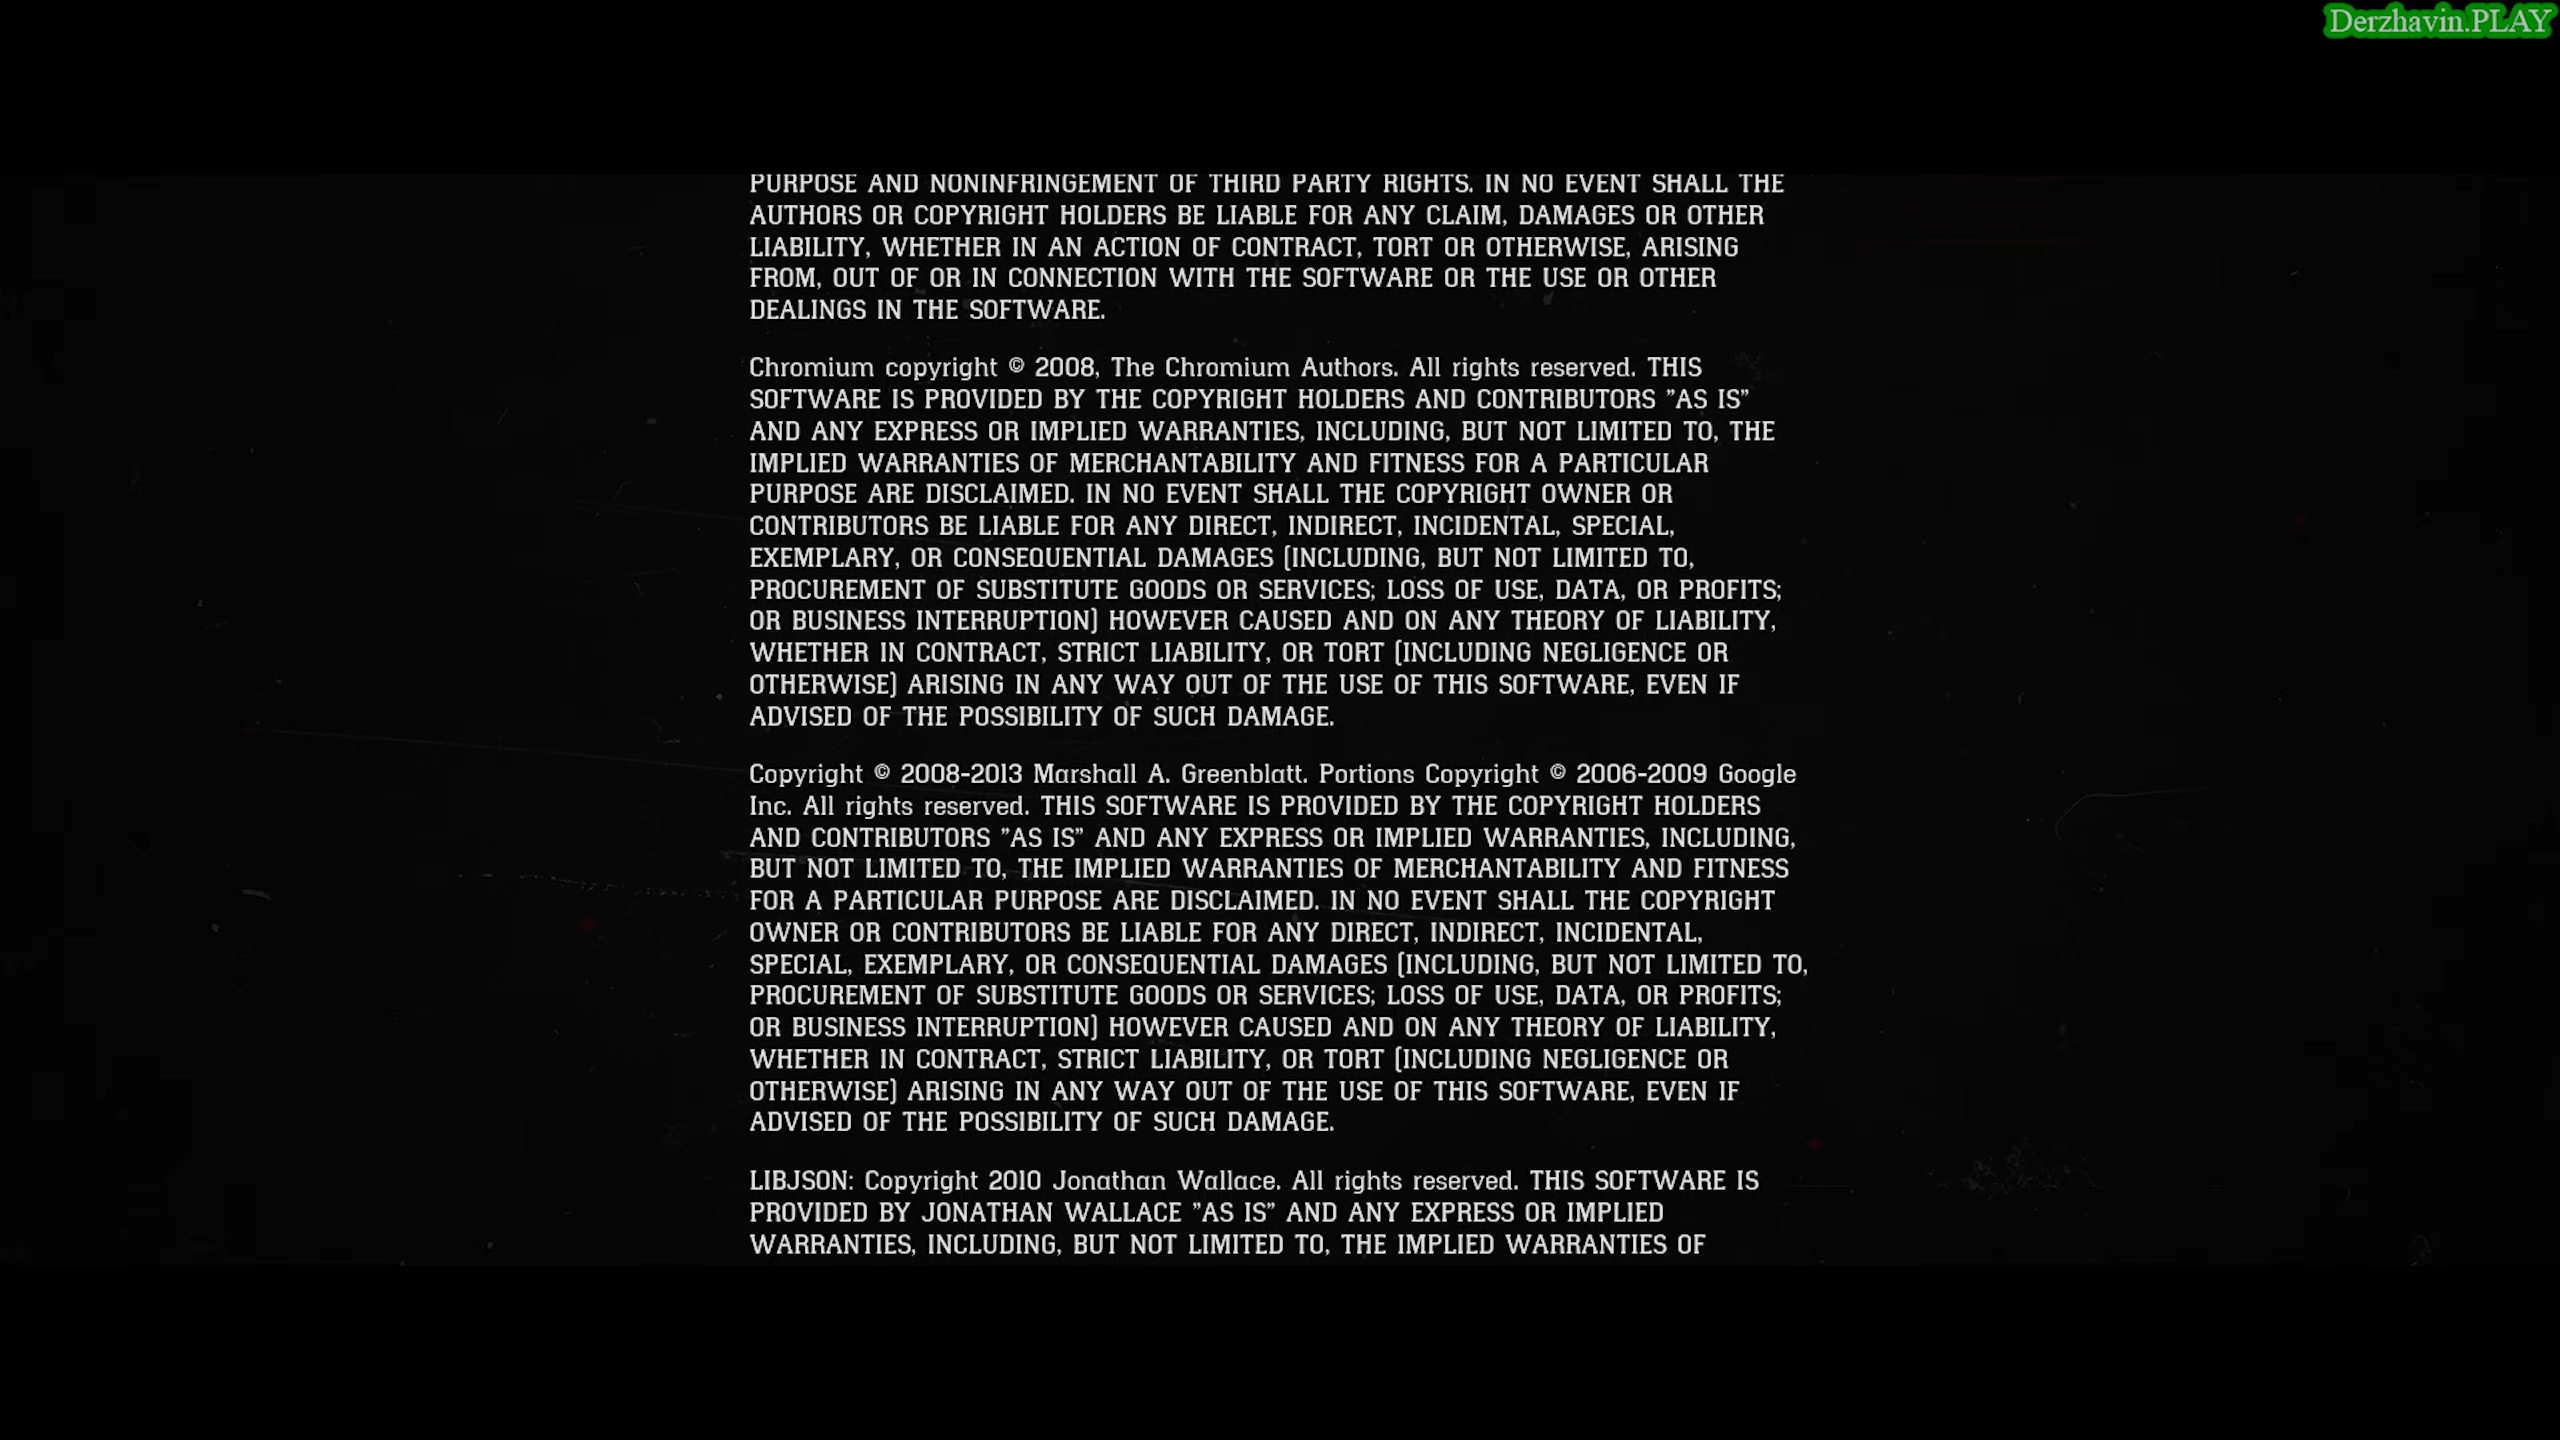 Derzhavin.PLAY
PURPOSE AND NONINFRINGEMENT OF THIRD PARTY RIGHTS. IN NO EVENT SHALL THE
AUTHORS OR COPYRIGHT HOLDERS BE LIABLE FOR ANY CLAIM, DAMAGES OR OTHER
LIABILITY, WHETHER IN AN ACTION OF CONTRACT, TORT OR OTHERWISE, ARISING
FROM, OUT OF OR IN CONNECTION WITH THE SOFTWARE OR THE USE OR OTHER
DEALINGS IN THE SOFTWARE.
Chromium copyright © 2008, The Chromium Authors. All rights reserved. THIS
SOFTWARE IS PROVIDED BY THE COPYRIGHT HOLDERS AND CONTRIBUTORS ”AS IS”
AND ANY EXPRESS OR IMPLIED WARRANTIES, INCLUDING, BUT NOT LIMITED TO, THE
IMPLIED WARRANTIES OF MERCHANTABILITY AND FITNESS FOR A PARTICULAR
PURPOSE ARE DISCLAIMED. IN NO EVENT SHALL THE COPYRIGHT OWNER OR
CONTRIBUTORS BE LIABLE FOR ANY DIRECT, INDIRECT, INCIDENTAL, SPECIAL,
EXEMPLARY, OR CONSEQUENTIAL DAMAGES (INCLUDING, BUT NOT LIMITED TO,
PROCUREMENT OF SUBSTITUTE GOODS OR SERVICES; LOSS OF USE, DATA, OR PROFITS;
OR BUSINESS INTERRUPTION) HOWEVER CAUSED AND ON ANY THEORY OF LIABILITY,
WHETHER IN CONTRACT, STRICT LIABILITY, OR TORT (INCLUDING NEGLIGENCE OR
OTHERWISE) ARISING IN ANY WAY OUT OF THE USE OF THIS SOFTWARE, EVEN IF
ADVISED OF THE POSSIBILITY OF SUCH DAMAGE.
Copyright © 2008-2013 Marshall A. Greenblatt. Portions Copyright © 2006-2009 Google
Inc. All rights reserved. THIS SOFTWARE IS PROVIDED BY THE COPYRIGHT HOLDERS
AND CONTRIBUTORS ”AS IS” AND ANY EXPRESS OR IMPLIED WARRANTIES, INCLUDING,
BUT NOT LIMITED TO, THE IMPLIED WARRANTIES OF MERCHANTABILITY AND FITNESS
FOR A PARTICULAR PURPOSE ARE DISCLAIMED. IN NO EVENT SHALL THE COPYRIGHT
OWNER OR CONTRIBUTORS BE LIABLE FOR ANY DIRECT, INDIRECT, INCIDENTAL,
SPECIAL, EXEMPLARY, OR CONSEQUENTIAL DAMAGES (INCLUDING, BUT NOT LIMITED TO,
PROCUREMENT OF SUBSTITUTE GOODS OR SERVICES; LOSS OF USE, DATA, OR PROFITS;
OR BUSINESS INTERRUPTION) HOWEVER CAUSED AND ON ANY THEORY OF LIABILITY,
WHETHER IN CONTRACT, STRICT LIABILITY, OR TORT (INCLUDING NEGLIGENCE OR
OTHERWISE) ARISING IN ANY WAY OUT OF THE USE OF THIS SOFTWARE, EVEN IF
ADVISED OF THE POSSIBILITY OF SUCH DAMAGE.
LIBJSON: Copyright 2010 Jonathan Wallace. All rights reserved. THIS SOFTWARE IS
PROVIDED BY JONATHAN WALLACE ”AS IS” AND ANY EXPRESS OR IMPLIED
WARRANTIES, INCLUDING, BUT NOT LIMITED TO, THE IMPLIED WARRANTIES OF